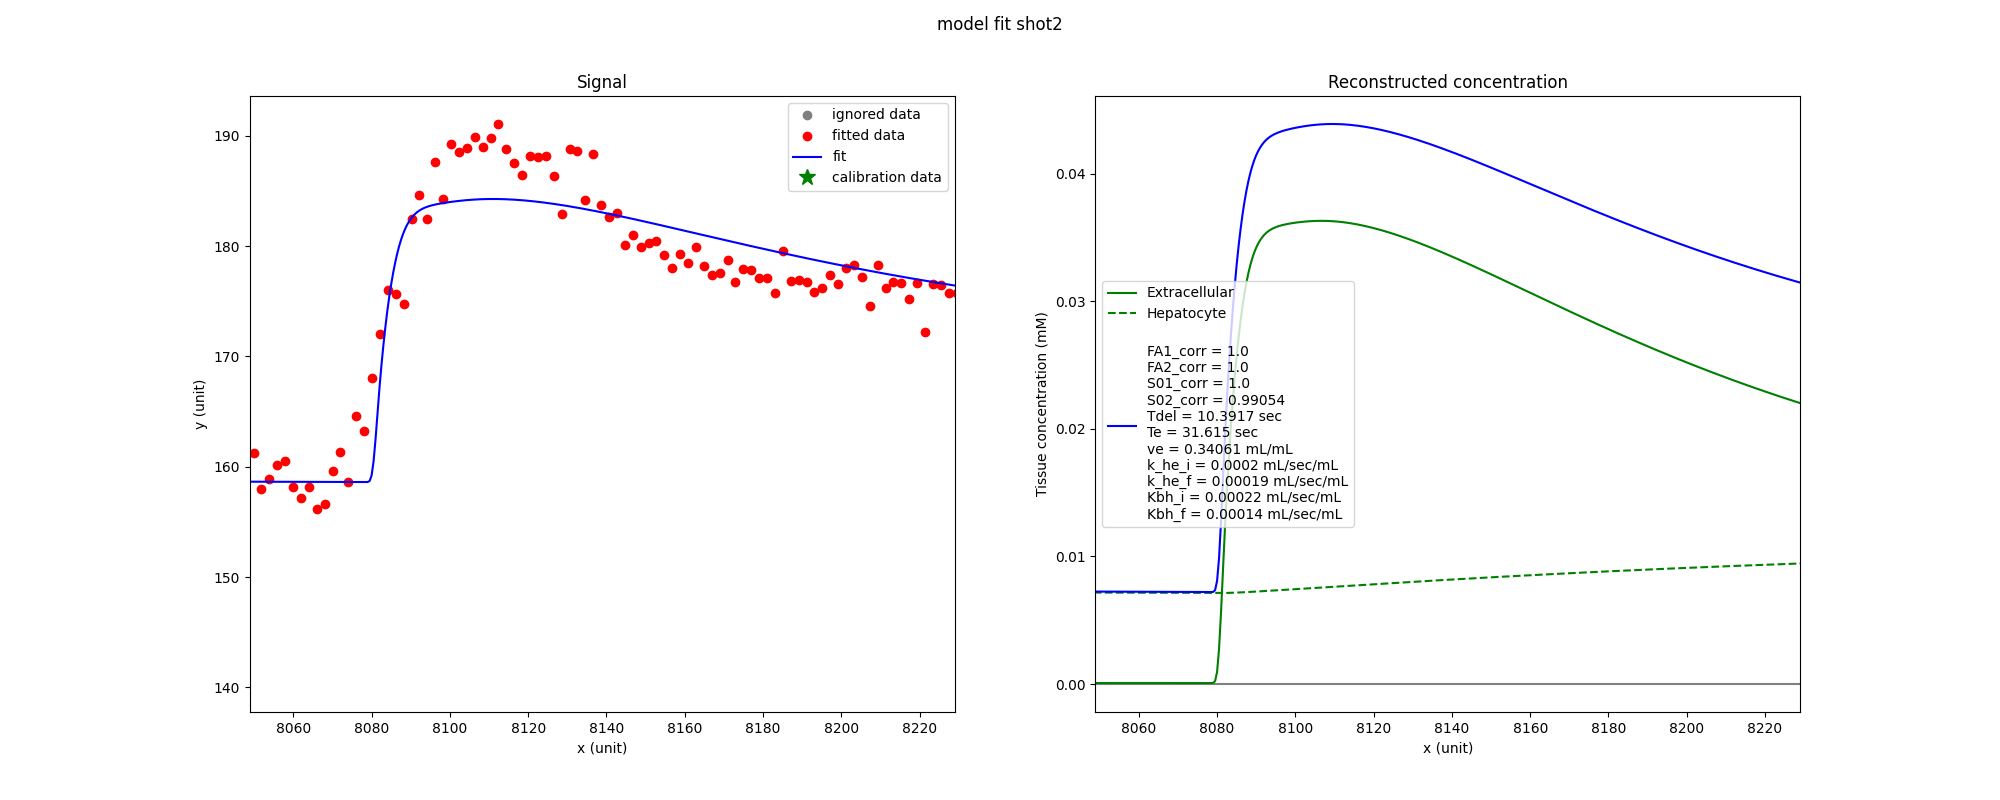 model fit shot2
Signal
190
180
170
160
150
140
y (unit)
8060 8080 8100 8120 8140 8160 8180 8200 8220
x (unit)
ignored data
fitted data
fit
calibration data
Reconstructed concentration
0.04
0.03
0.02
0.01
0.00
Tissue concentration (mM)
8060 8080 8100 8120 8140 8160 8180 8200 8220
x (unit)
Extracellular
Hepatocyte
FA1_corr = 1.0
FA2_corr = 1.0
S01_corr = 1.0
S02_corr = 0.99054
Tdel = 10.3917 sec
Te = 31.615 sec
ve = 0.34061 mL/mL
k_he_i = 0.0002 mL/sec/mL
k_he_f = 0.00019 mL/sec/mL
Kbh_i = 0.00022 mL/sec/mL
Kbh_f = 0.00014 mL/sec/mL